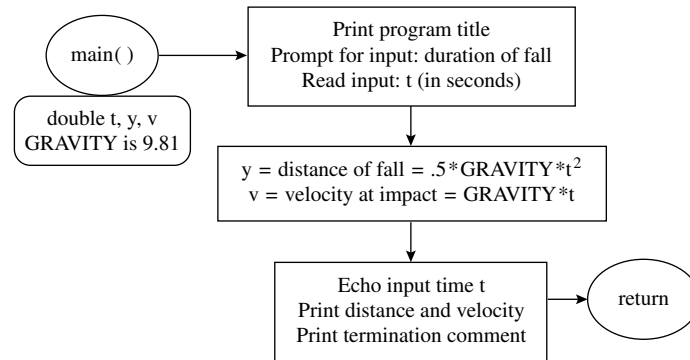 main( )
double t, y, v
GRAVITY is 9.81
Print program title
Prompt for input: duration of fall
Read input: t (in seconds)
y = distance of fall = .5*GRAVITY*t²
v = velocity at impact = GRAVITY*t
Echo input time t
Print distance and velocity
Print termination comment
return